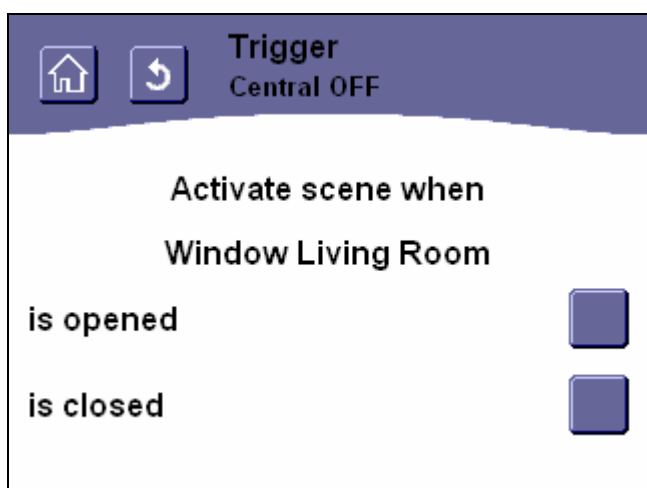 Trigger
Central OFF
Activate scene when
Window Living Room
is opened
is closed